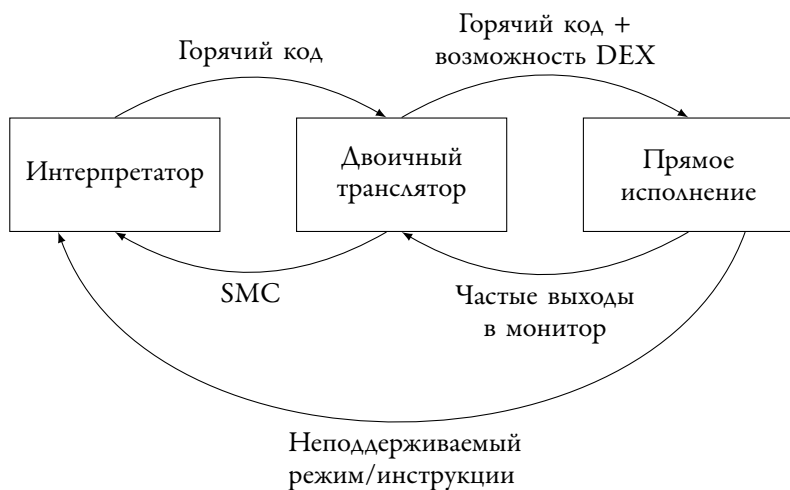 Горячий код
Горячий код +
возможность DEX
Интерпретатор
Двоичный
транслятор
Прямое
исполнение
SMC
Частые выходы
в монитор
Неподдерживаемый
режим/инструкции